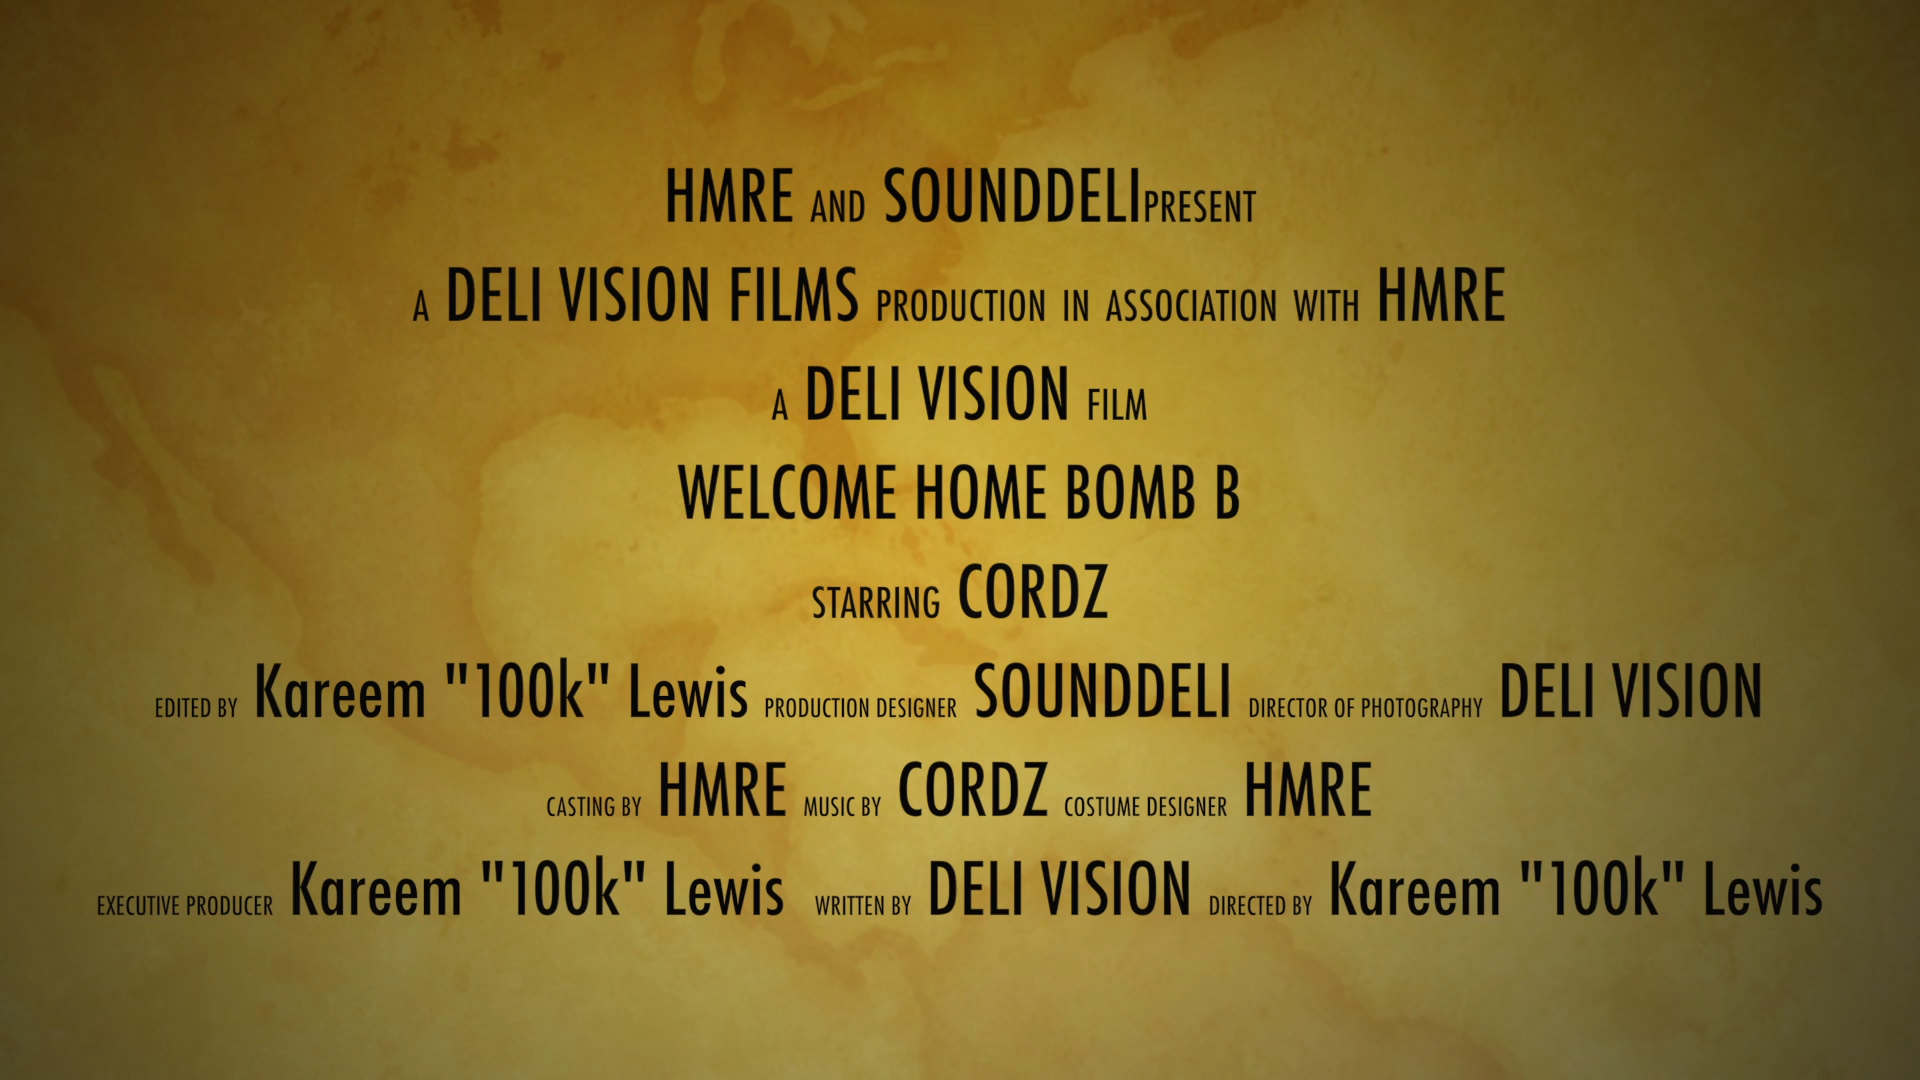 HMRE AND SOUNDDELIPRESENT
A DELI VISION FILMS PRODUCTION IN ASSOCIATION WITH HMRE
A DELI VISION FILM
WELCOME HOME BOMB B
STARRING CORDZ
EDITED BY Kareem "100k" Lewis PRODUCTION DESIGNER SOUNDDELI DIRECTOR OF PHOTOGRAPHY DELI VISION
CASTING BY HMRE MUSIC BY CORDZ COSTUME DESIGNER HMRE
EXECUTIVE PRODUCER Kareem "100k" Lewis WRITTEN BY DELI VISION DIRECTED BY Kareem "100k" Lewis